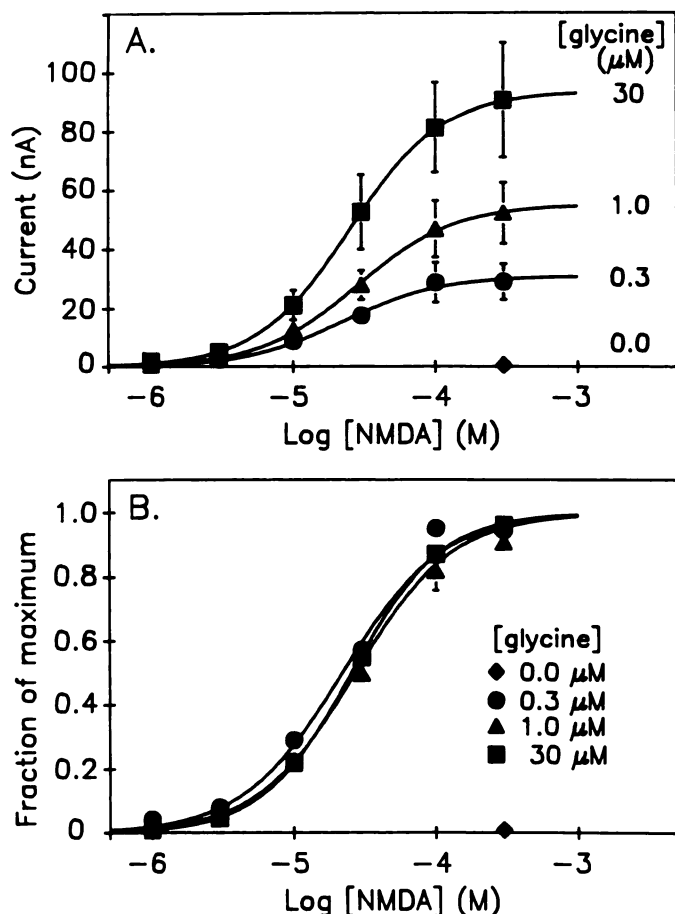 A.
[glycine]
(μM)
Current (nA)
100
80
60
40
20
0
30
1.0
0.3
0.0
−6
−5
−4
−3
Log [NMDA] (M)
B.
Fraction of maximum
1.0
0.8
0.6
0.4
0.2
0
[glycine]
0.0 μM
0.3 μM
1.0 μM
30 μM
−6
−5
−4
−3
Log [NMDA] (M)